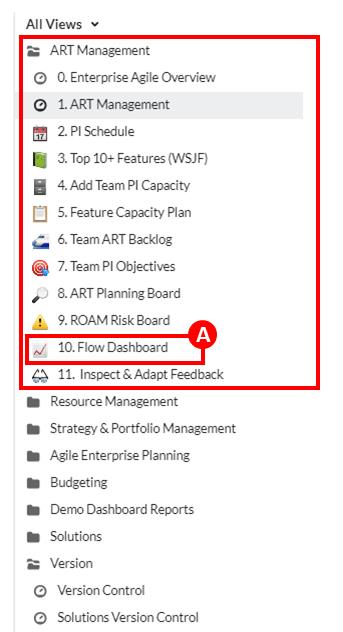 All Views
ART Management
0. Enterprise Agile Overview
1. ART Management
2. PI Schedule
3. Top 10+ Features (WSJF)
4. Add Team PI Capacity
5. Feature Capacity Plan
6. Team ART Backlog
7. Team PI Objectives
8. ART Planning Board
9. ROAM Risk Board
A
10. Flow Dashboard
11. Inspect & Adapt Feedback
Resource Management
Strategy & Portfolio Management
Agile Enterprise Planning
Budgeting
Demo Dashboard Reports
Solutions
Version
Version Control
Solutions Version Control